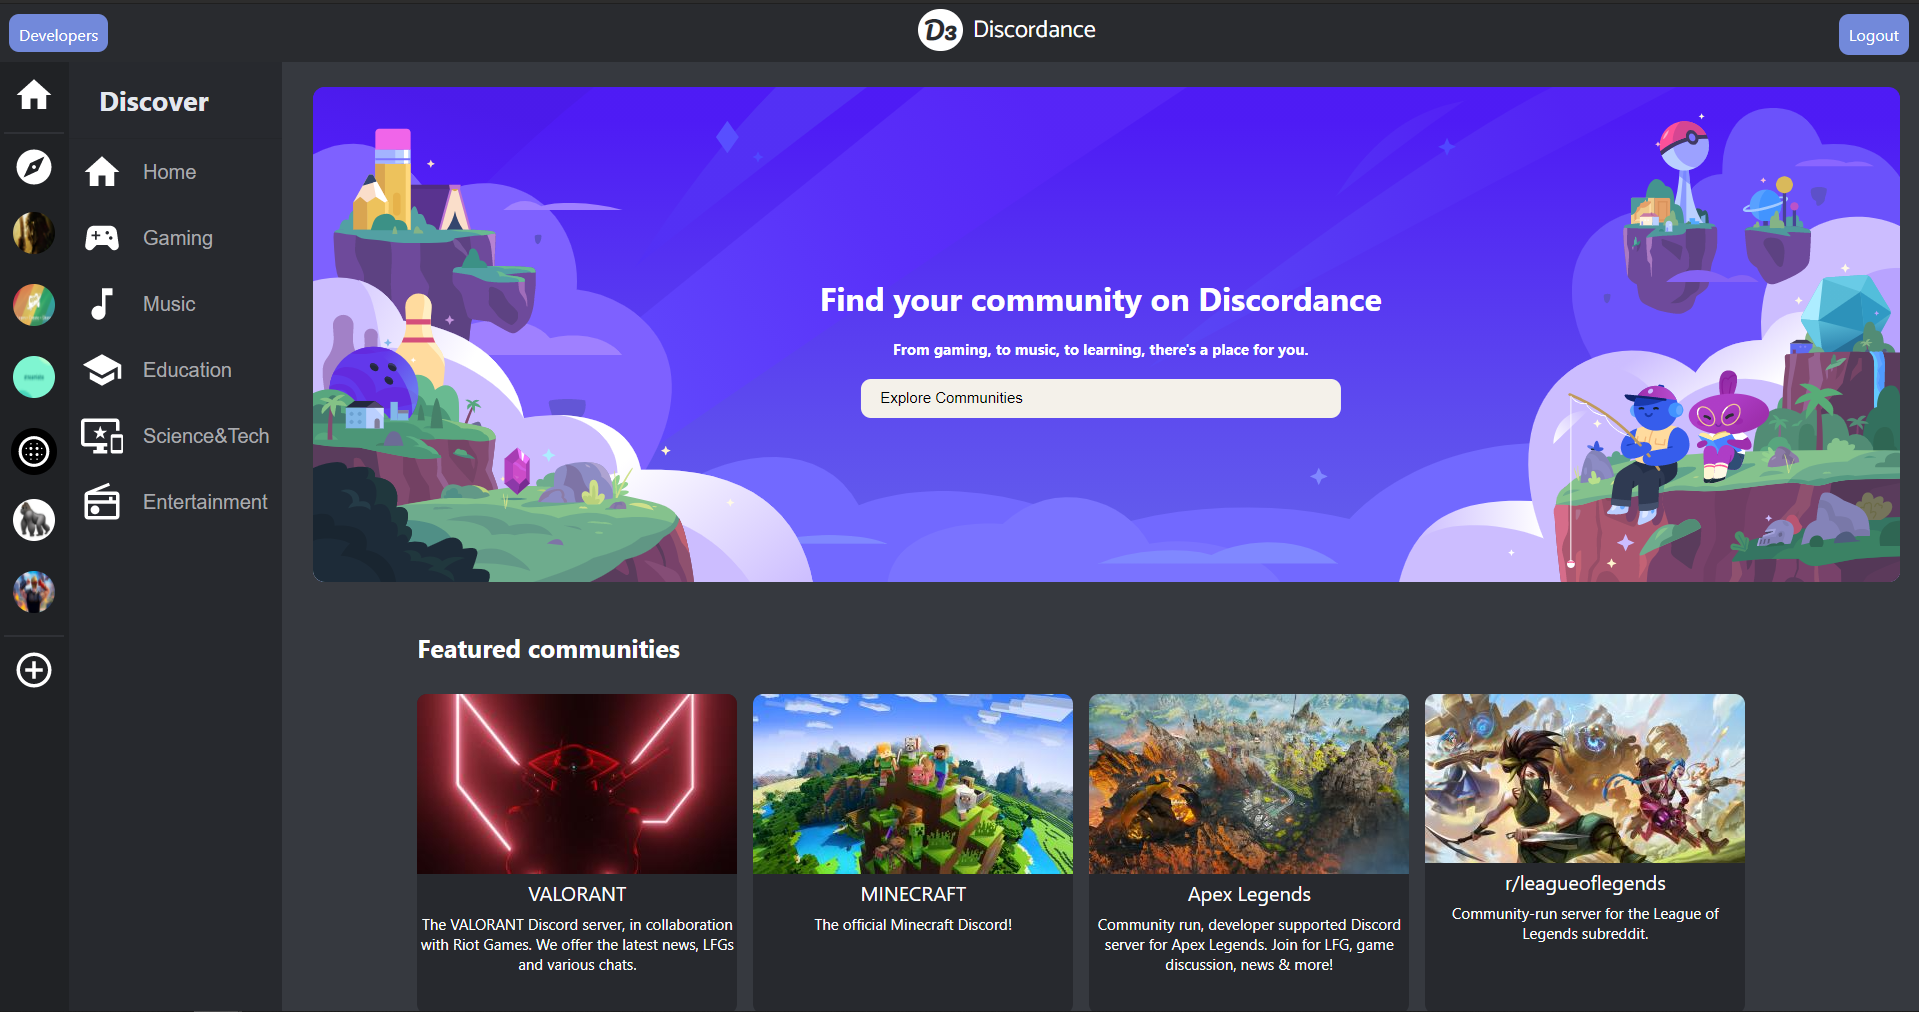 Developers
D3 Discordance
Logout
Discover
Home
Gaming
Music
Education
Science&Tech
Entertainment
Find your community on Discordance
From gaming, to music, to learning, there's a place for you.
Explore Communities
Featured communities
VALORANT
The VALORANT Discord server, in collaboration
with Riot Games. We offer the latest news, LFGs
and various chats.
MINECRAFT
The official Minecraft Discord!
Apex Legends
Community run, developer supported Discord
server for Apex Legends. Join for LFG, game
discussion, news & more!
r/leagueoflegends
Community-run server for the League of
Legends subreddit.